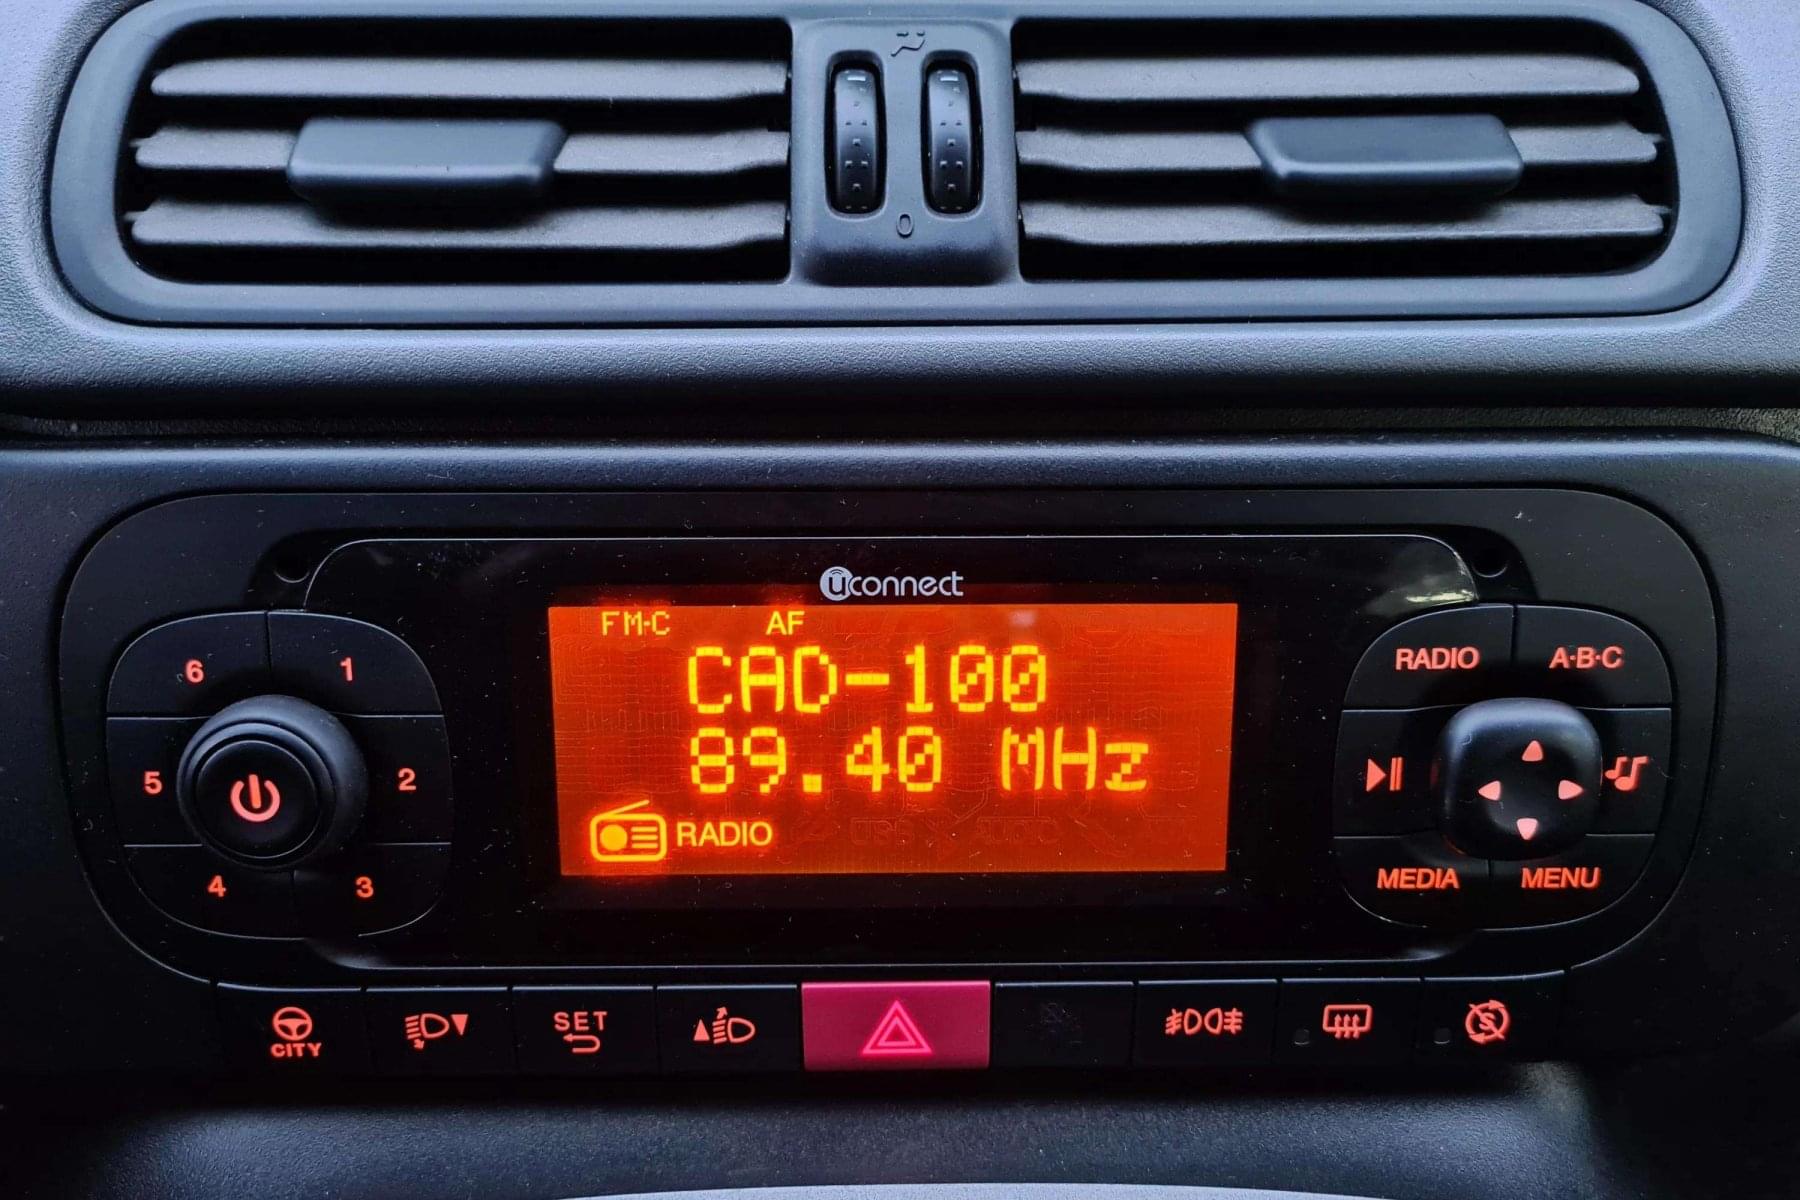 0
uconnect
FM-C AF
CAD-100
89.40 MHz
RADIO
6 1
5 2
4 3
RADIO A·B·C
MEDIA MENU
CITY
SET